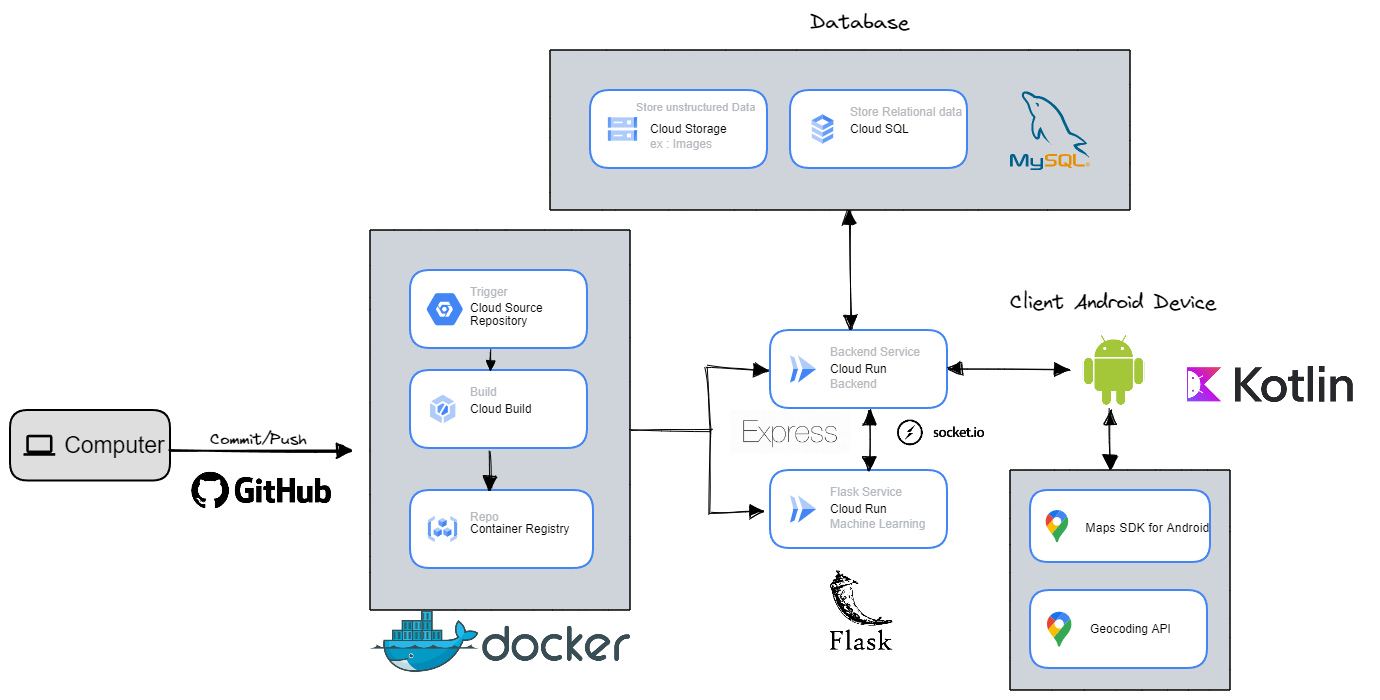 Database
Store unstructured Data
Cloud Storage
ex : Images
Store Relational data
Cloud SQL
MySQL®
Trigger
Cloud Source
Repository
Build
Cloud Build
Repo
Container Registry
docker
Computer
Commit/Push
GitHub
Backend Service
Cloud Run
Backend
Express
socket.io
Flask Service
Cloud Run
Machine Learning
Flask
Client Android Device
Kotlin
Maps SDK for Android
Geocoding API